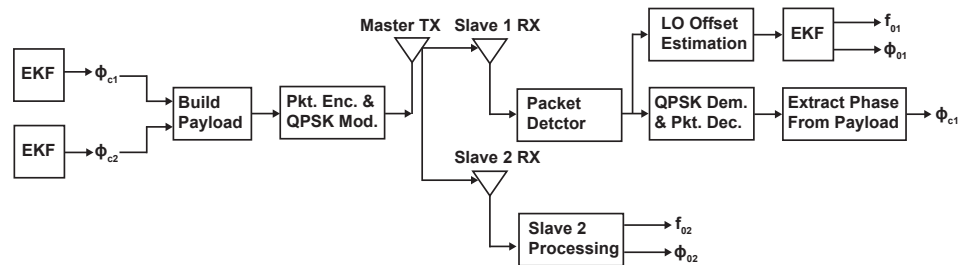 Master TX
Slave 1 RX
EKF
ϕc1
EKF
ϕc2
Build
Payload
Pkt. Enc. &
QPSK Mod.
Packet
Detctor
LO Offset
Estimation
EKF
f01
ϕ01
QPSK Dem.
& Pkt. Dec.
Extract Phase
From Payload
ϕc1
Slave 2 RX
Slave 2
Processing
f02
ϕ02